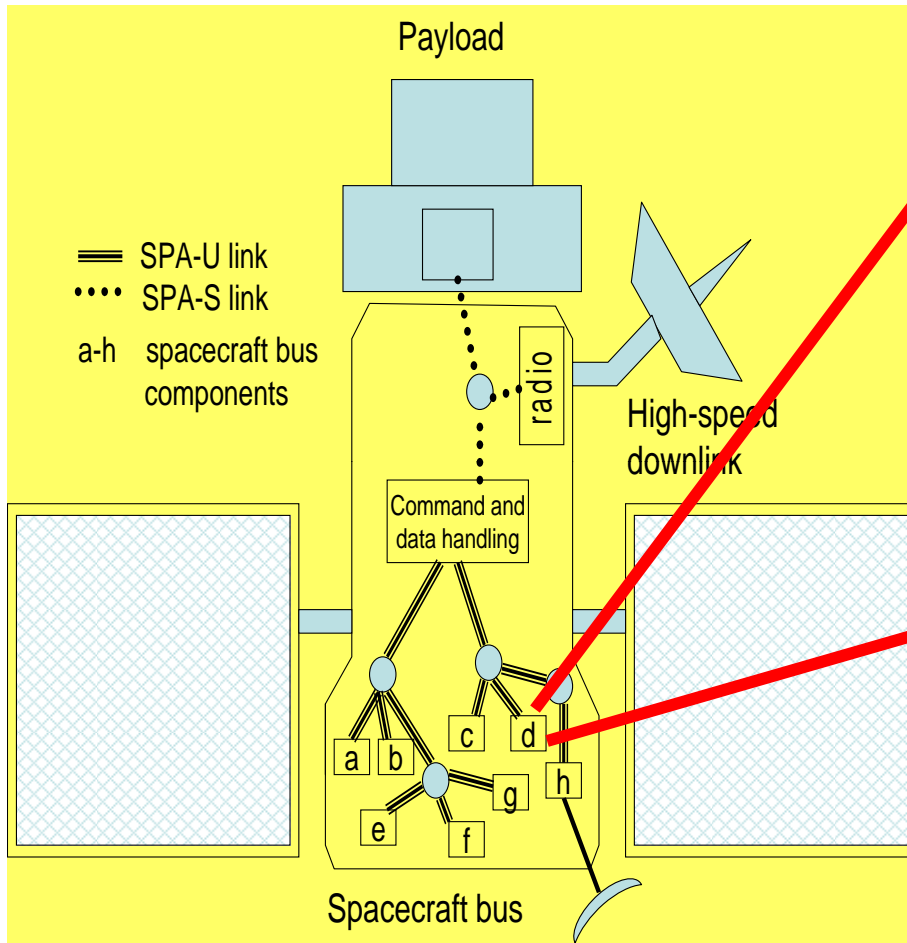 Payload
SPA-U link
SPA-S link
a-h spacecraft bus
components
radio
High-speed
downlink
Command and
data handling
c
d
a
b
h
g
e
f
Spacecraft bus